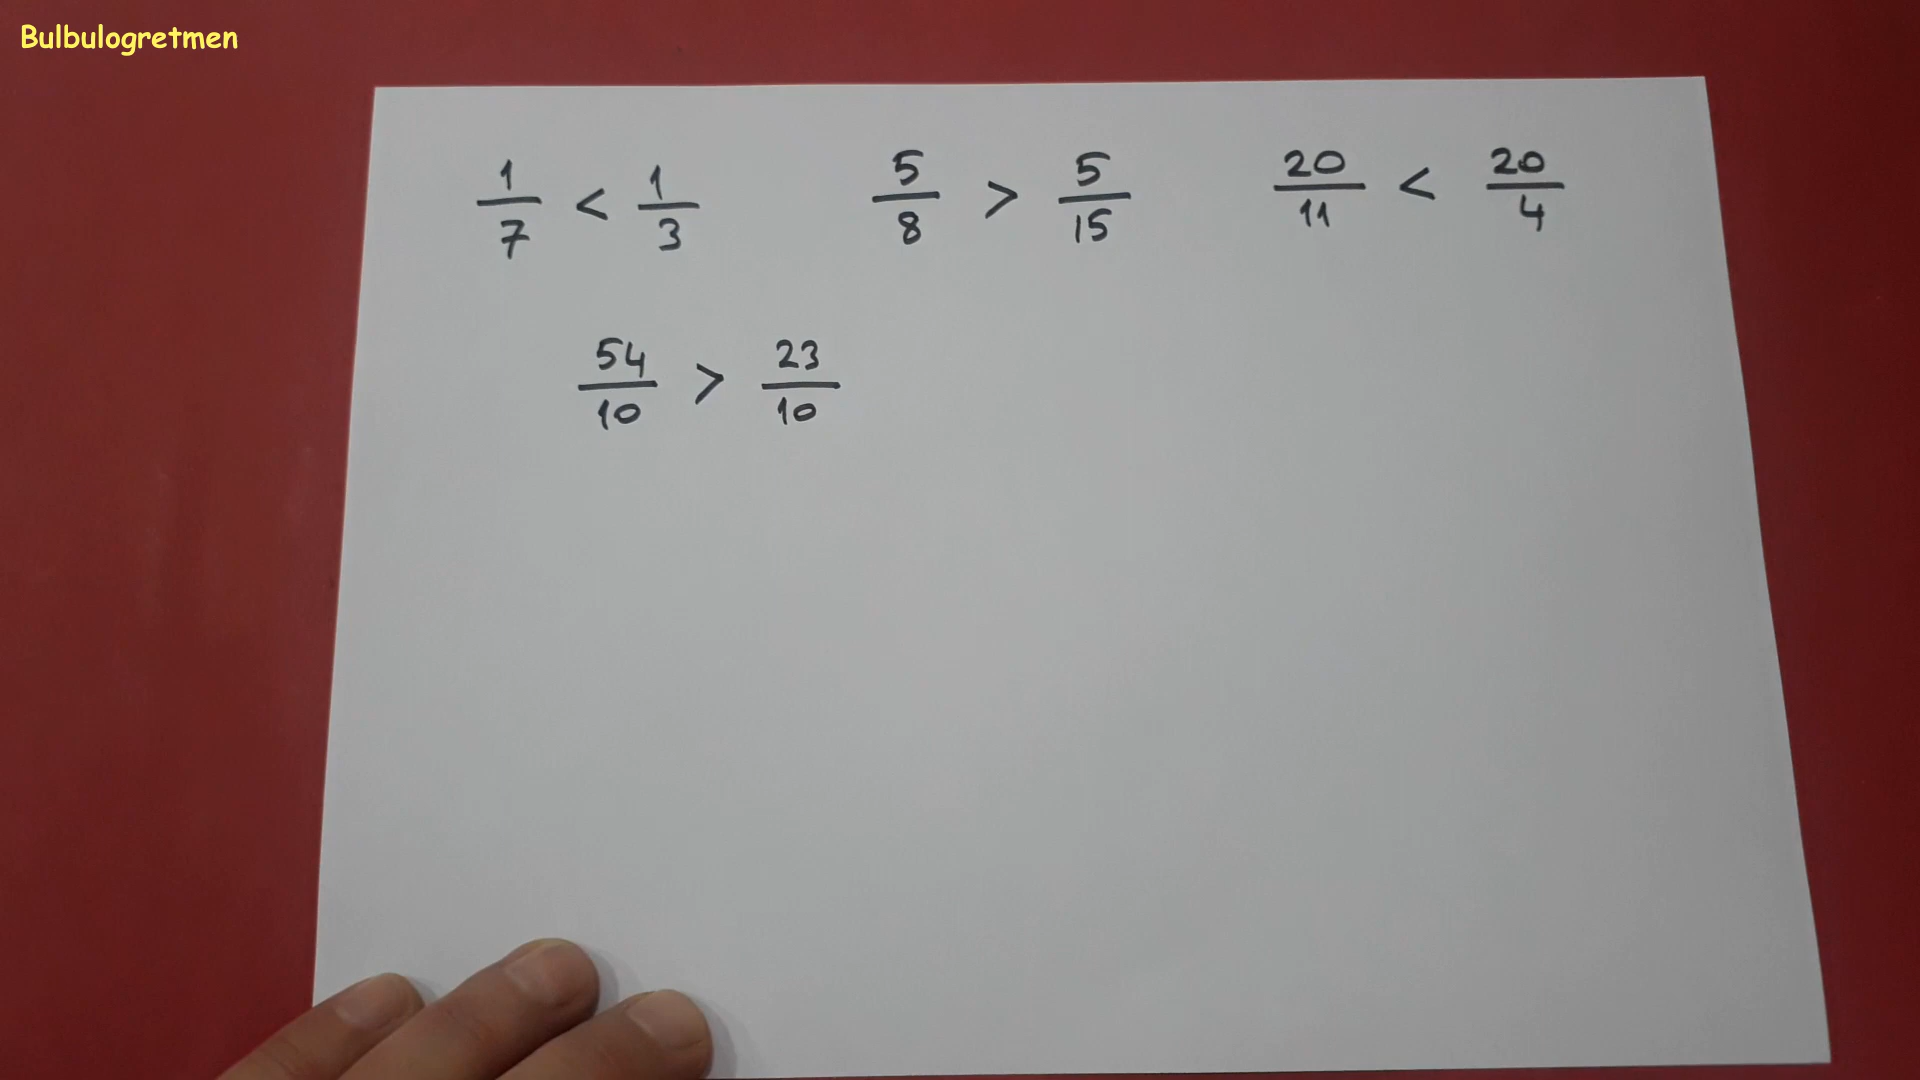 Bulbulogretmen
1/7 < 1/3    5/8 > 5/15    20/11 < 20/4
54/10 > 23/10